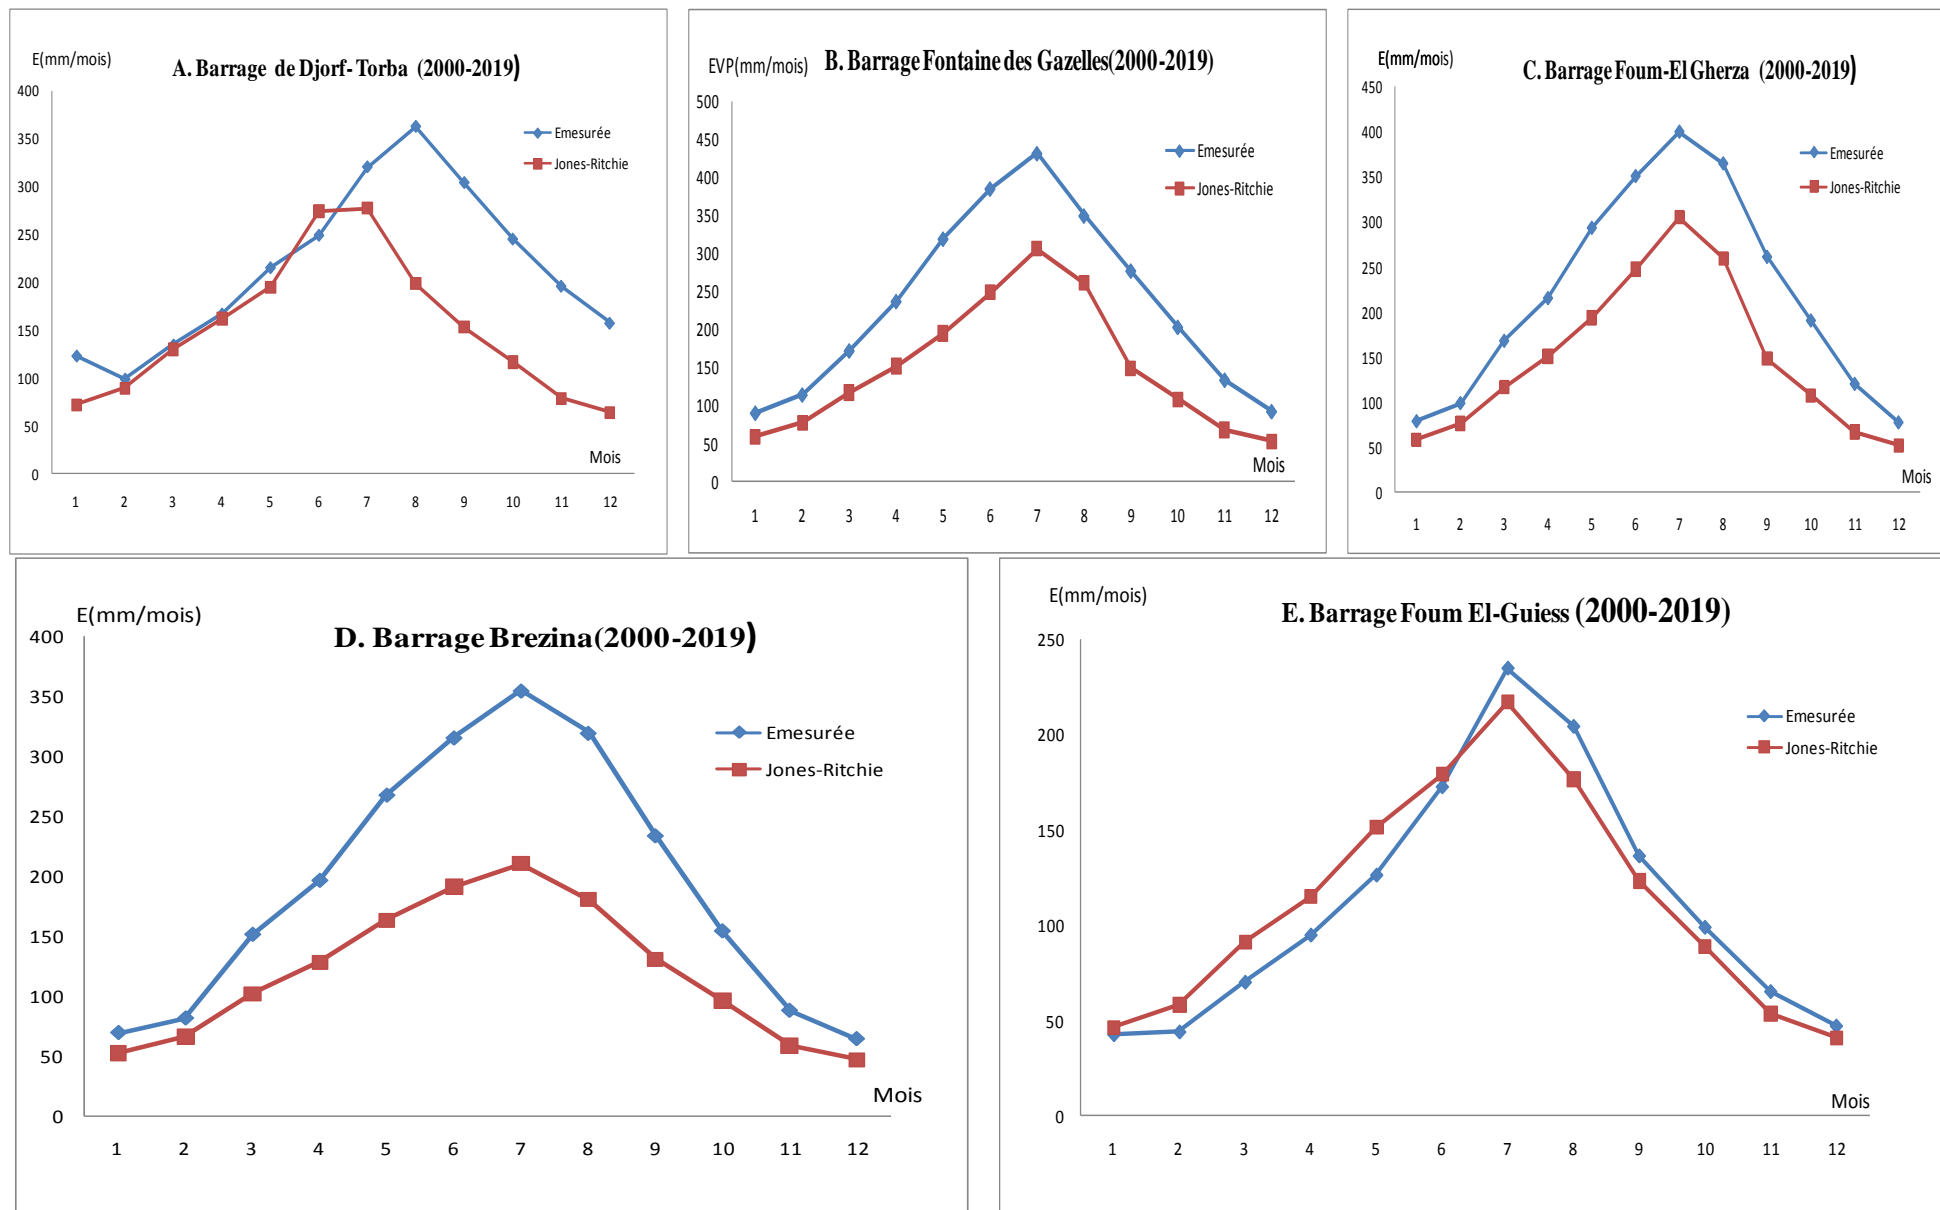 E(mm/mois)
A. Barrage de Djorf-Torba (2000-2019)
400
350
300
250
200
150
100
50
0
Emesurée
Jones-Ritchie
Mois
1 2 3 4 5 6 7 8 9 10 11 12
EVP(mm/mois)
B. Barrage Fontaine des Gazelles(2000-2019)
500
450
400
350
300
250
200
150
100
50
0
Emesurée
Jones-Ritchie
Mois
1 2 3 4 5 6 7 8 9 10 11 12
E(mm/mois)
C. Barrage Foum-El Gherza (2000-2019)
450
400
350
300
250
200
150
100
50
0
Emesurée
Jones-Ritchie
Mois
1 2 3 4 5 6 7 8 9 10 11 12
E(mm/mois)
D. Barrage Brezina(2000-2019)
400
350
300
250
200
150
100
50
0
Emesurée
Jones-Ritchie
Mois
1 2 3 4 5 6 7 8 9 10 11 12
E(mm/mois)
E. Barrage Foum El-Guiess (2000-2019)
250
200
150
100
50
0
Emesurée
Jones-Ritchie
Mois
1 2 3 4 5 6 7 8 9 10 11 12